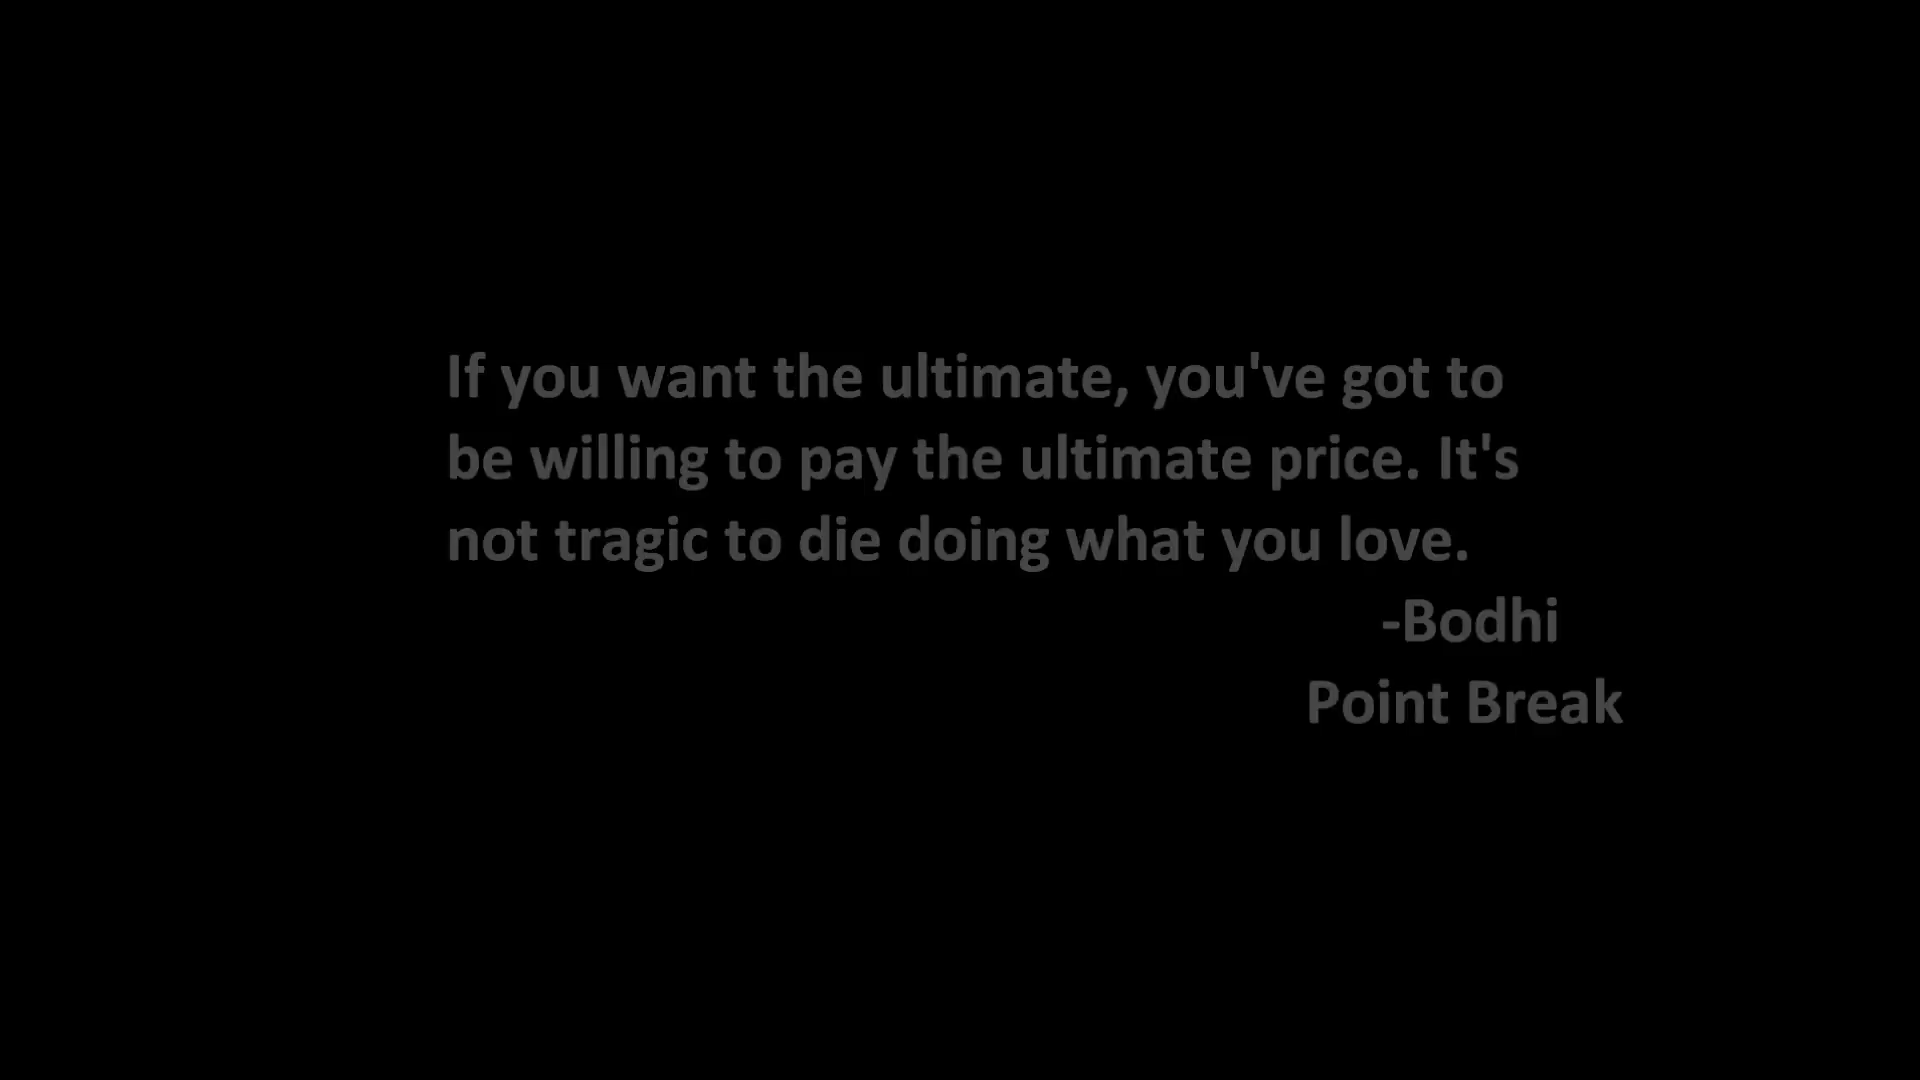 If you want the ultimate, you've got to
be willing to pay the ultimate price. It's
not tragic to die doing what you love.
-Bodhi
Point Break